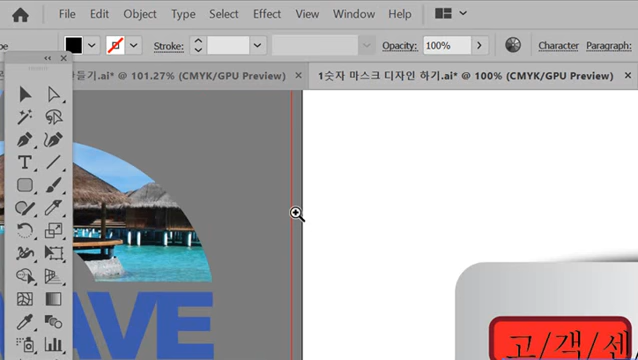 File Edit Object Type Select Effect View Window Help
Stroke: Opacity: 100% Character Paragraph:
들기.ai* @ 101.27% (CMYK/GPU Preview) × 1숫자 마스크 디자인 하기.ai* @ 100% (CMYK/GPU Preview) ×
AVE
고/객/센